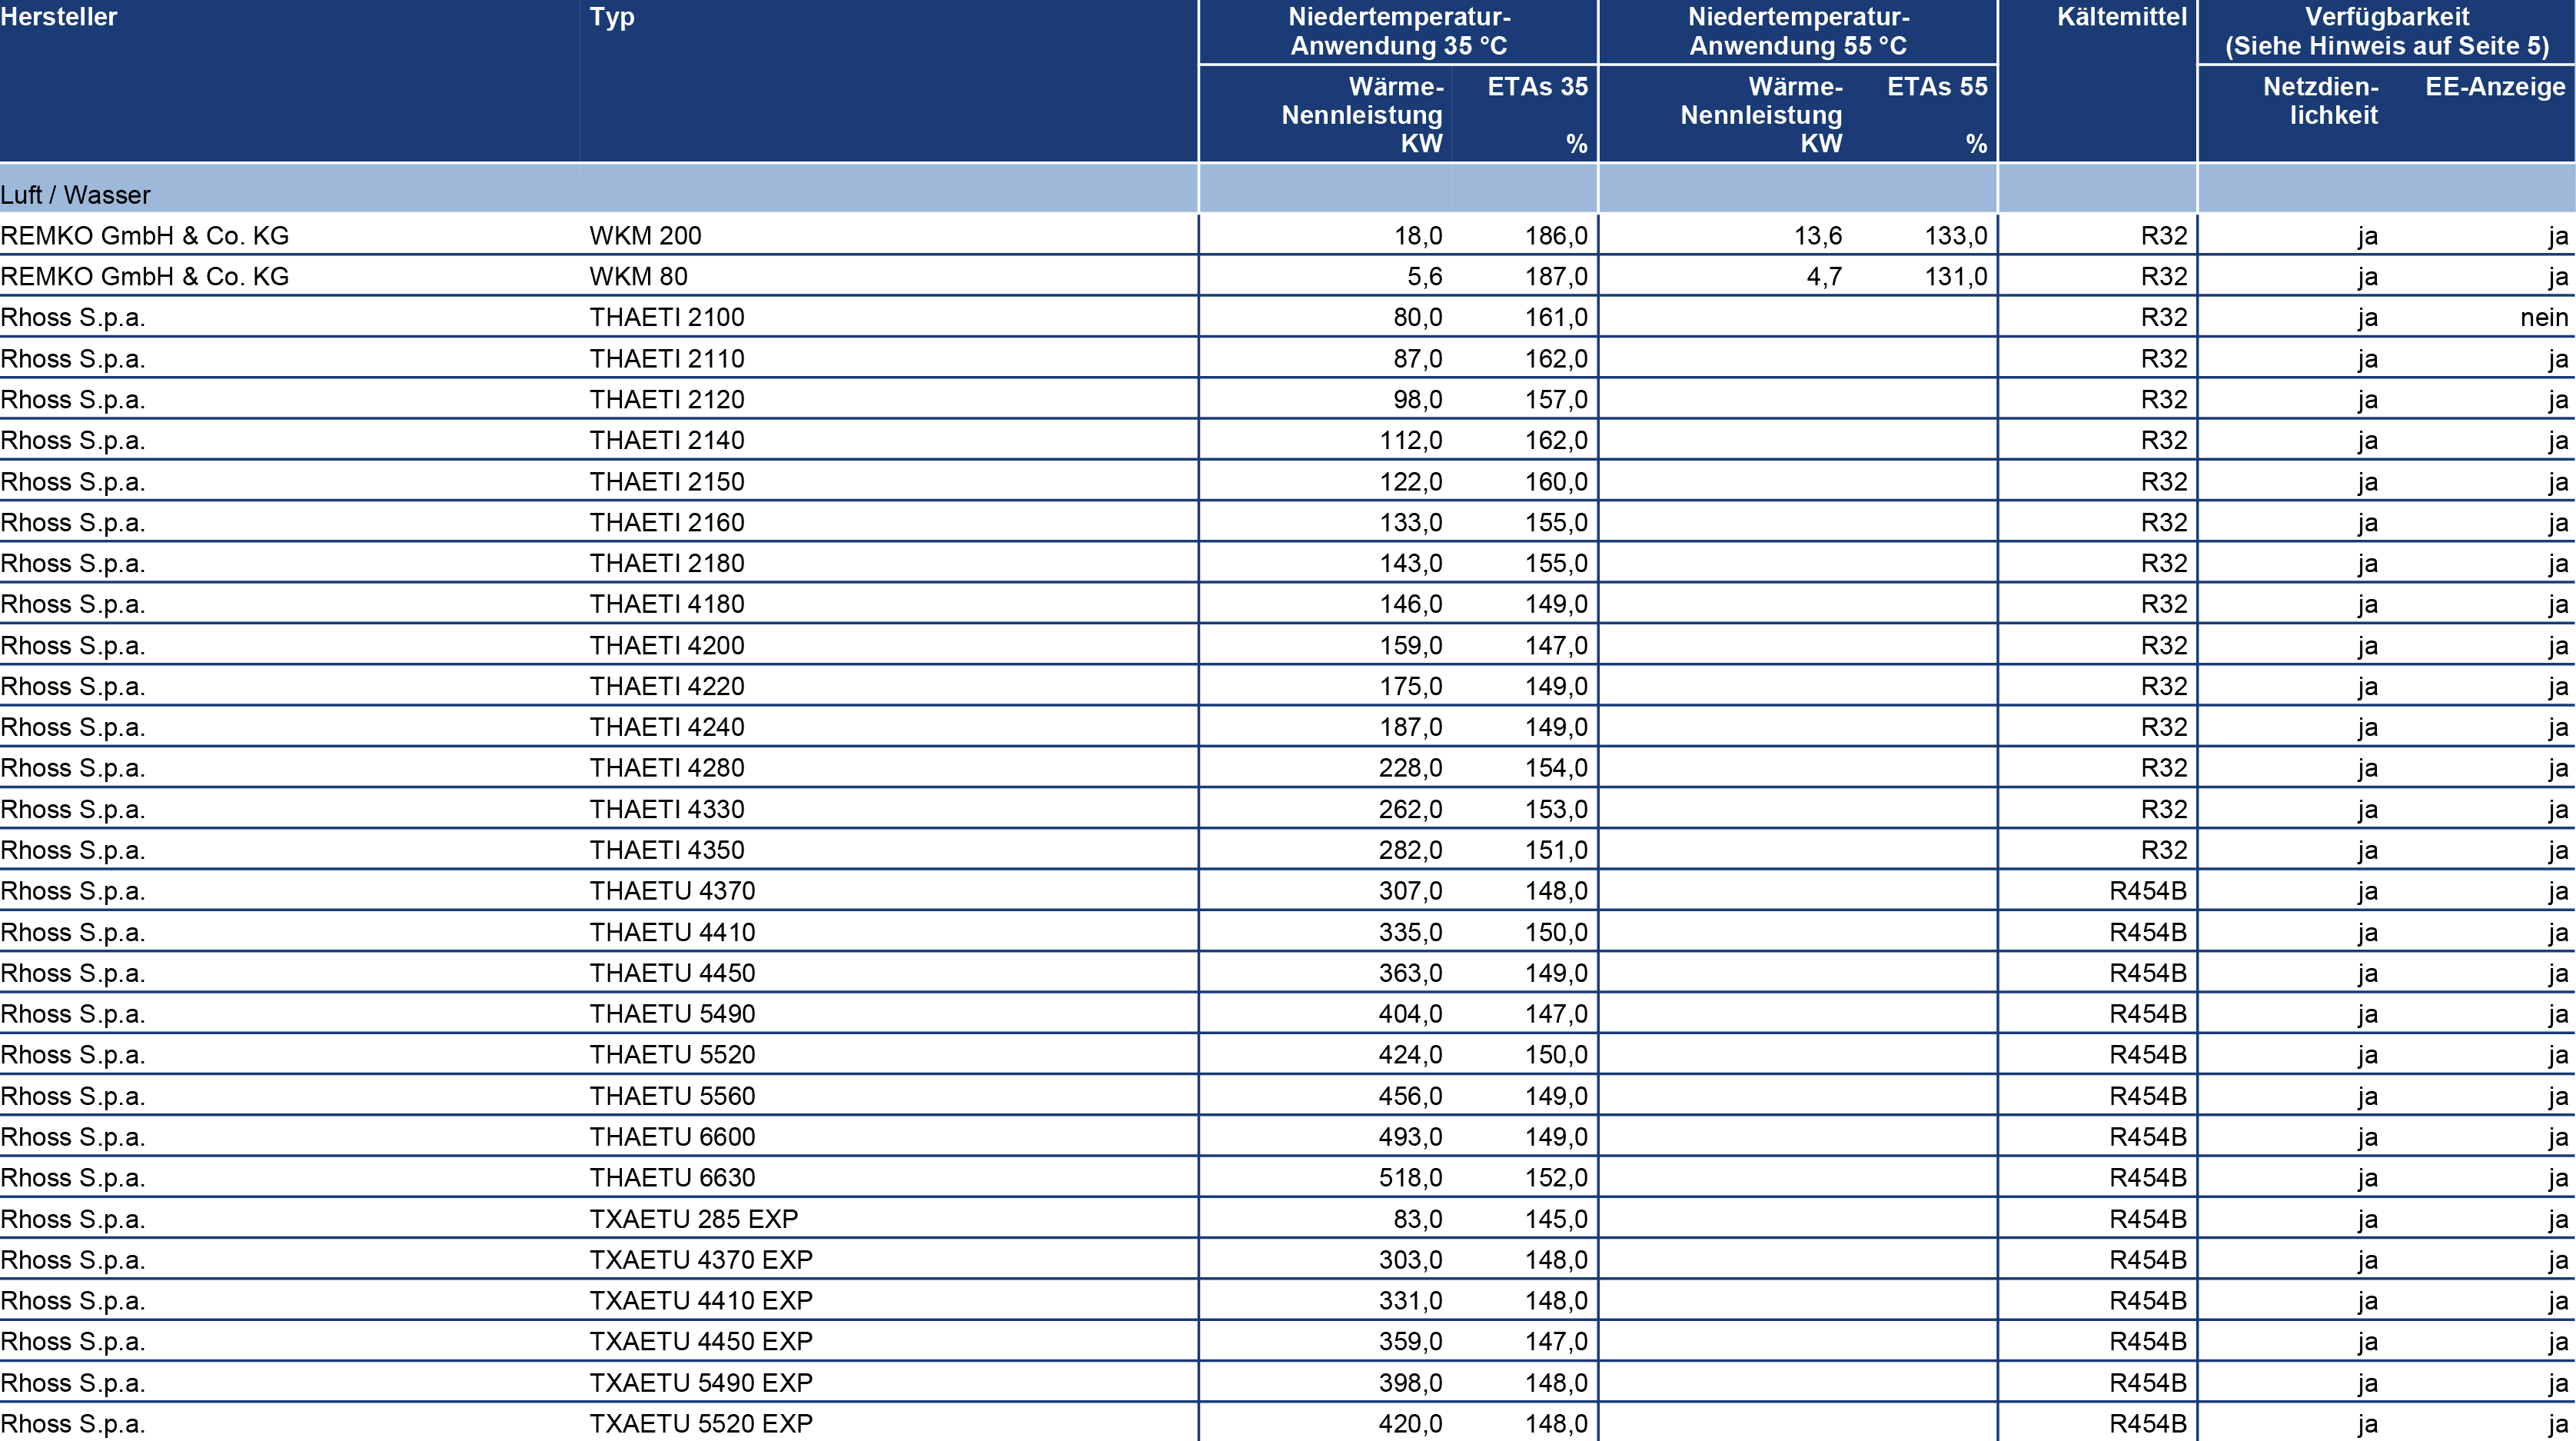 Hersteller Typ Niedertemperatur-Anwendung 35 °C Niedertemperatur-Anwendung 55 °C Kältemittel Verfügbarkeit (Siehe Hinweis auf Seite 5)
Wärme-Nennleistung KW ETAs 35 % Wärme-Nennleistung KW ETAs 55 % Netzdien-lichkeit EE-Anzeige
Luft / Wasser
REMKO GmbH & Co. KG WKM 200 18,0 186,0 13,6 133,0 R32 ja ja
REMKO GmbH & Co. KG WKM 80 5,6 187,0 4,7 131,0 R32 ja ja
Rhoss S.p.a. THAETI 2100 80,0 161,0 R32 ja nein
Rhoss S.p.a. THAETI 2110 87,0 162,0 R32 ja ja
Rhoss S.p.a. THAETI 2120 98,0 157,0 R32 ja ja
Rhoss S.p.a. THAETI 2140 112,0 162,0 R32 ja ja
Rhoss S.p.a. THAETI 2150 122,0 160,0 R32 ja ja
Rhoss S.p.a. THAETI 2160 133,0 155,0 R32 ja ja
Rhoss S.p.a. THAETI 2180 143,0 155,0 R32 ja ja
Rhoss S.p.a. THAETI 4180 146,0 149,0 R32 ja ja
Rhoss S.p.a. THAETI 4200 159,0 147,0 R32 ja ja
Rhoss S.p.a. THAETI 4220 175,0 149,0 R32 ja ja
Rhoss S.p.a. THAETI 4240 187,0 149,0 R32 ja ja
Rhoss S.p.a. THAETI 4280 228,0 154,0 R32 ja ja
Rhoss S.p.a. THAETI 4330 262,0 153,0 R32 ja ja
Rhoss S.p.a. THAETI 4350 282,0 151,0 R32 ja ja
Rhoss S.p.a. THAETU 4370 307,0 148,0 R454B ja ja
Rhoss S.p.a. THAETU 4410 335,0 150,0 R454B ja ja
Rhoss S.p.a. THAETU 4450 363,0 149,0 R454B ja ja
Rhoss S.p.a. THAETU 5490 404,0 147,0 R454B ja ja
Rhoss S.p.a. THAETU 5520 424,0 150,0 R454B ja ja
Rhoss S.p.a. THAETU 5560 456,0 149,0 R454B ja ja
Rhoss S.p.a. THAETU 6600 493,0 149,0 R454B ja ja
Rhoss S.p.a. THAETU 6630 518,0 152,0 R454B ja ja
Rhoss S.p.a. TXAETU 285 EXP 83,0 145,0 R454B ja ja
Rhoss S.p.a. TXAETU 4370 EXP 303,0 148,0 R454B ja ja
Rhoss S.p.a. TXAETU 4410 EXP 331,0 148,0 R454B ja ja
Rhoss S.p.a. TXAETU 4450 EXP 359,0 147,0 R454B ja ja
Rhoss S.p.a. TXAETU 5490 EXP 398,0 148,0 R454B ja ja
Rhoss S.p.a. TXAETU 5520 EXP 420,0 148,0 R454B ja ja